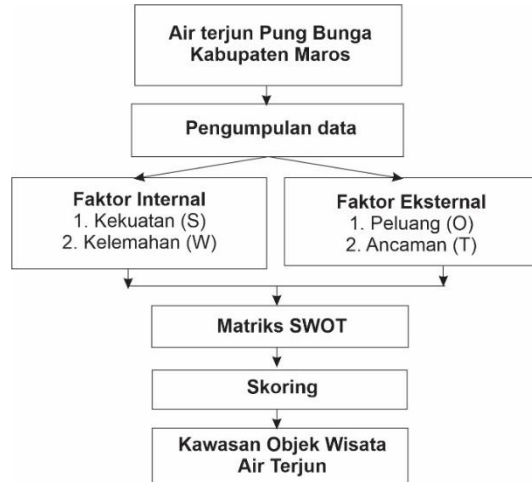 Air terjun Pung Bunga
Kabupaten Maros
Pengumpulan data
Faktor Internal
1. Kekuatan (S)
2. Kelemahan (W)
Faktor Eksternal
1. Peluang (O)
2. Ancaman (T)
Matriks SWOT
Skoring
Kawasan Objek Wisata
Air Terjun